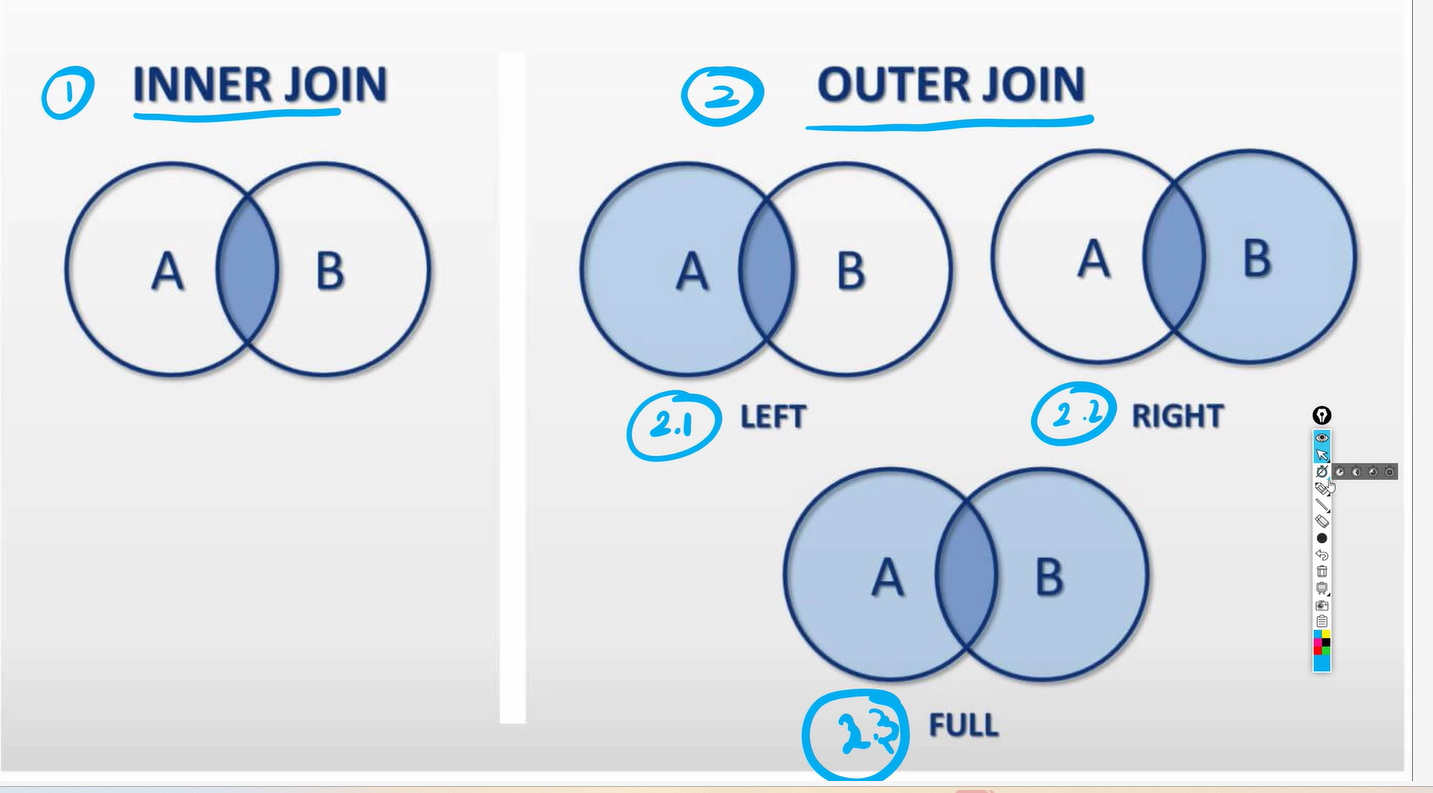 1 INNER JOIN
2 OUTER JOIN
A B
A B
A B
2.1 LEFT
2.2 RIGHT
A B
2.3 FULL